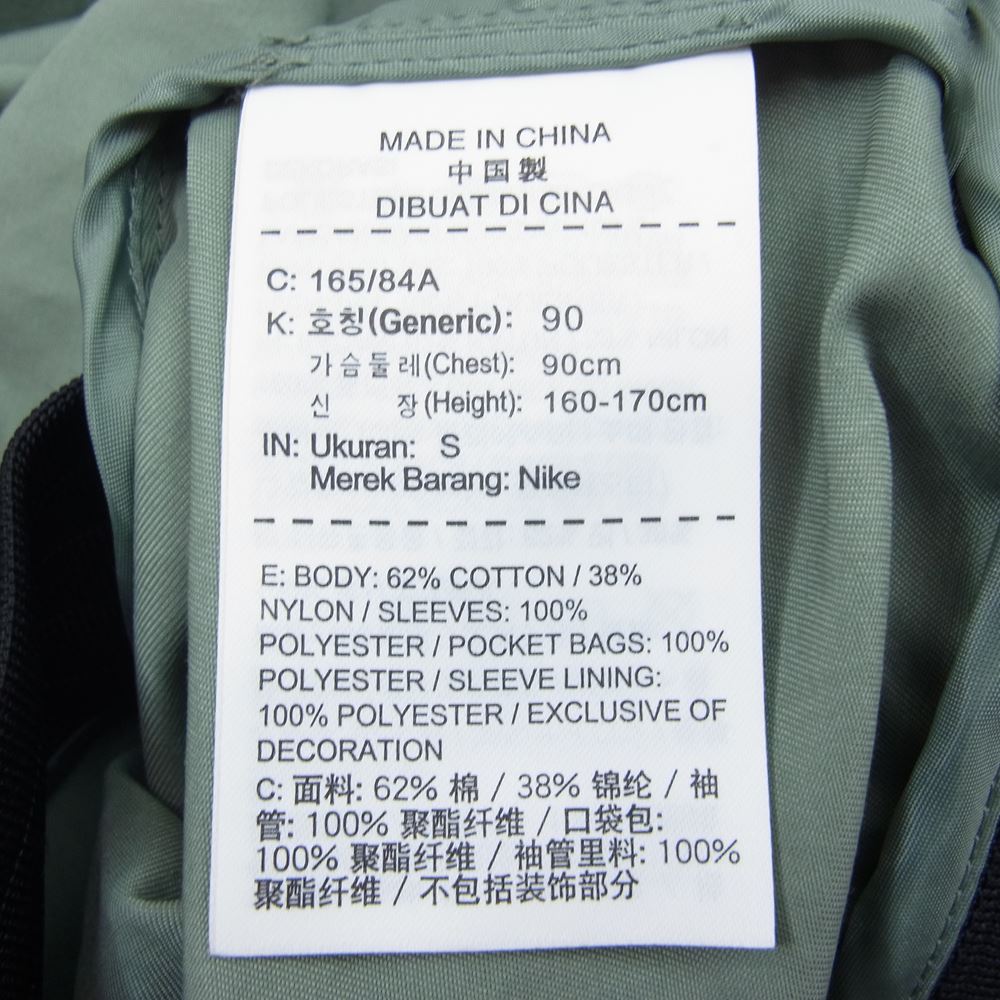 MADE IN CHINA
中国製
DIBUAT DI CINA
C: 165/84A
K: 호칭(Generic): 90
가슴둘레(Chest): 90cm
신 장(Height): 160-170cm
IN: Ukuran: S
Merek Barang: Nike
E: BODY: 62% COTTON / 38%
NYLON / SLEEVES: 100%
POLYESTER / POCKET BAGS: 100%
POLYESTER / SLEEVE LINING:
100% POLYESTER / EXCLUSIVE OF
DECORATION
C: 面料: 62% 棉 / 38% 锦纶 / 袖
管: 100% 聚酯纤维 / 口袋包:
100% 聚酯纤维 / 袖管里料: 100%
聚酯纤维 / 不包括装饰部分